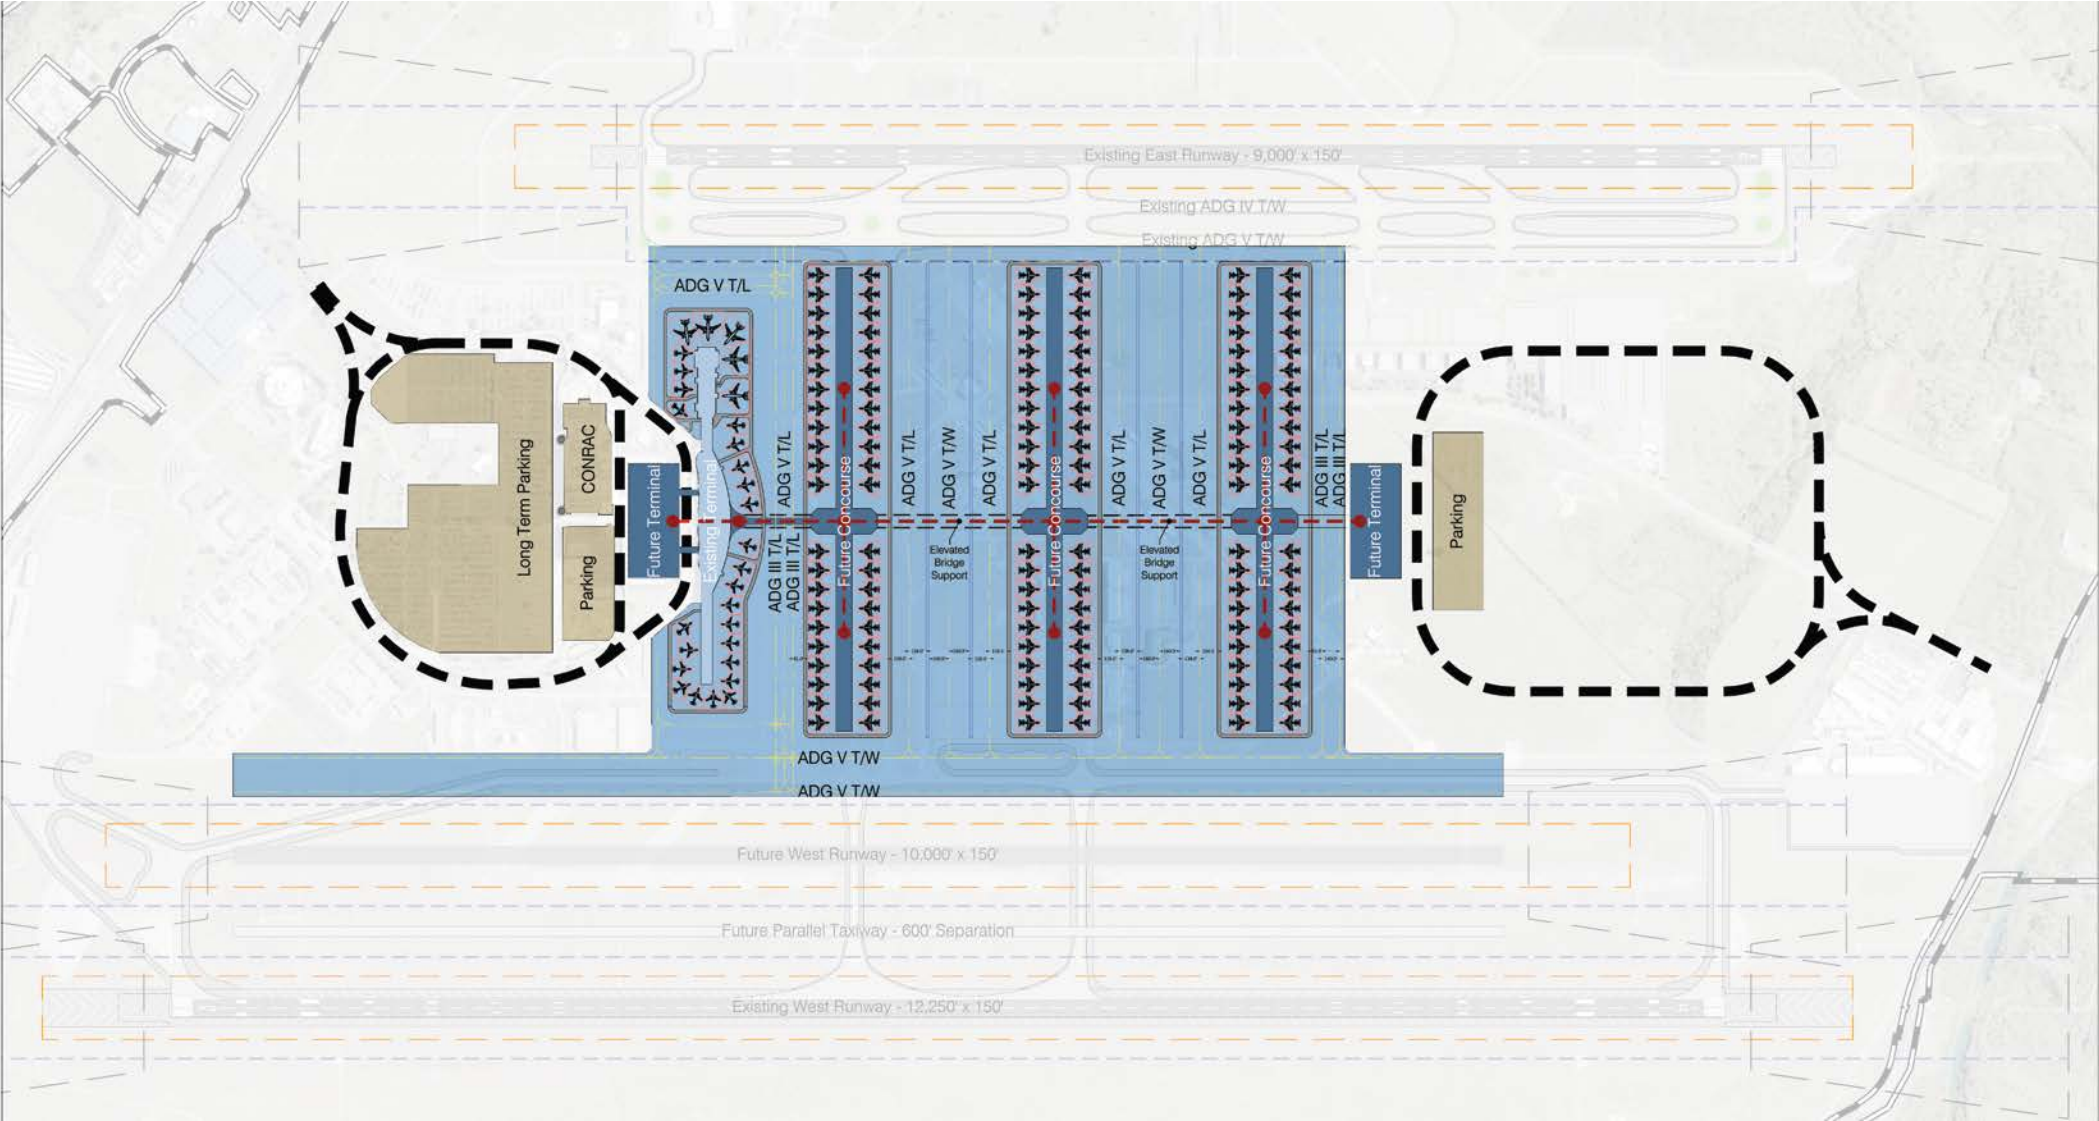 Existing East Runway - 9,000' x 150'
Existing ADG IV T/W
Existing ADG V T/W
ADG V T/L
Long Term Parking
CONRAC
Parking
Future Terminal
Existing Terminal
ADG V T/L
ADG III T/L
ADG III T/L
Future Concourse
ADG V T/L
ADG V T/W
ADG V T/L
Elevated
Bridge
Support
Future Concourse
ADG V T/L
ADG V T/W
ADG V T/L
Elevated
Bridge
Support
Future Concourse
ADG III T/L
ADG III T/L
Future Terminal
Parking
ADG V T/W
ADG V T/W
Future West Runway - 10,000' x 150'
Future Parallel Taxiway - 600' Separation
Existing West Runway - 12,250' x 150'